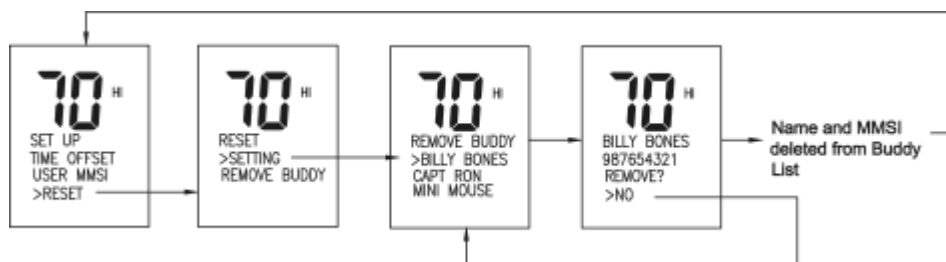 70 HI
SET UP
TIME OFFSET
USER MMSI
>RESET
70 HI
RESET
>SETTING
REMOVE BUDDY
70 HI
REMOVE BUDDY
>BILLY BONES
CAPT RON
MINI MOUSE
70 HI
BILLY BONES
987654321
REMOVE?
>NO
Name and MMSI
deleted from Buddy
List